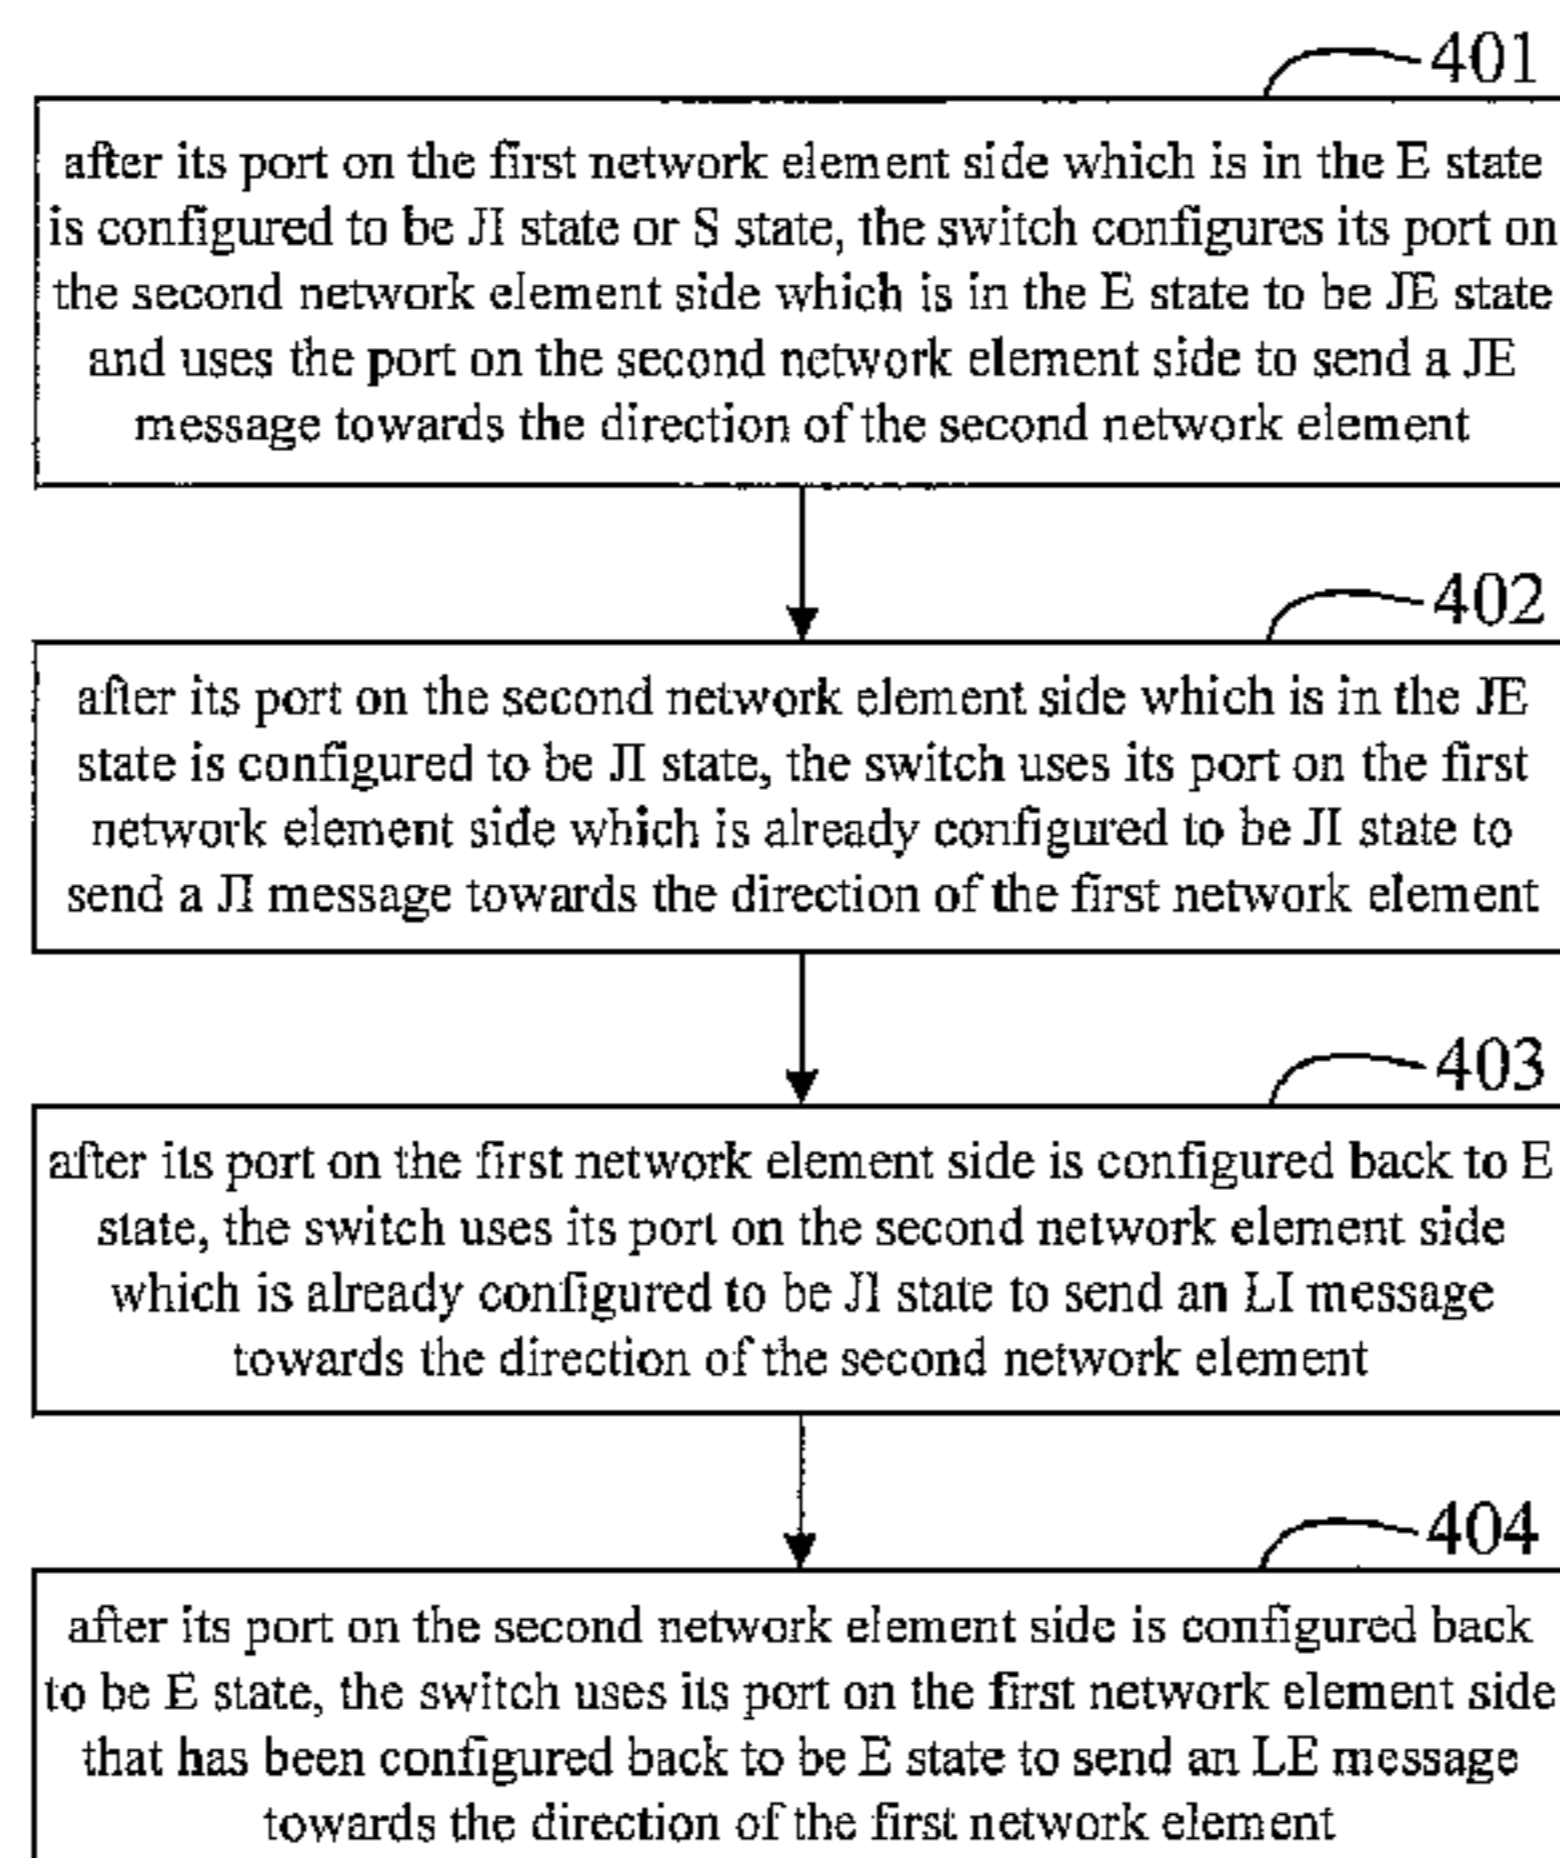 401
after its port on the first network element side which is in the E state
is configured to be JI state or S state, the switch configures its port on
the second network element side which is in the E state to be JE state
and uses the port on the second network element side to send a JE
message towards the direction of the second network element
402
after its port on the second network element side which is in the JE
state is configured to be JI state, the switch uses its port on the first
network element side which is already configured to be JI state to
send a JI message towards the direction of the first network element
403
after its port on the first network element side is configured back to E
state, the switch uses its port on the second network element side
which is already configured to be JI state to send an LI message
towards the direction of the second network element
404
after its port on the second network element side is configured back
to be E state, the switch uses its port on the first network element side
that has been configured back to be E state to send an LE message
towards the direction of the first network element